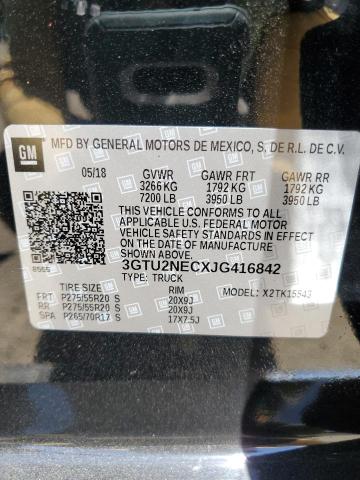 GM
MFD BY GENERAL MOTORS DE MEXICO, S. DE R.L. DE C.V.
05/18 GVWR GAWR FRT GAWR RR
3266 KG 1792 KG 1792 KG
7200 LB 3950 LB 3950 LB
THIS VEHICLE CONFORMS TO ALL
APPLICABLE U.S. FEDERAL MOTOR
VEHICLE SAFETY AND THEFT PREVENTION
STANDARDS IN EFFECT ON THE DATE OF
MANUFACTURE SHOWN ABOVE.
3GTU2NECXJG416842
TYPE: TRUCK
TIRE SIZE RIM MODEL: X2TK15543
FRT P275/55R20 S 20X9J
RR P275/55R20 S 20X9J
SPA P265/70R17 S 17X7.5J